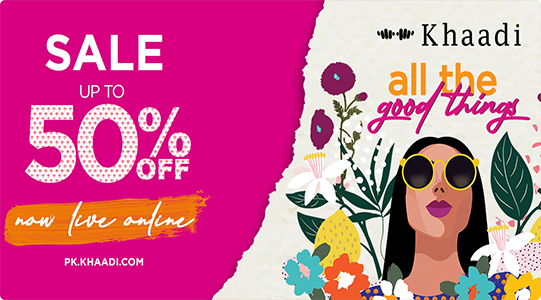 SALE
UP TO
50% OFF
now live online
PK.KHAADI.COM
Khaadi
all the
good things